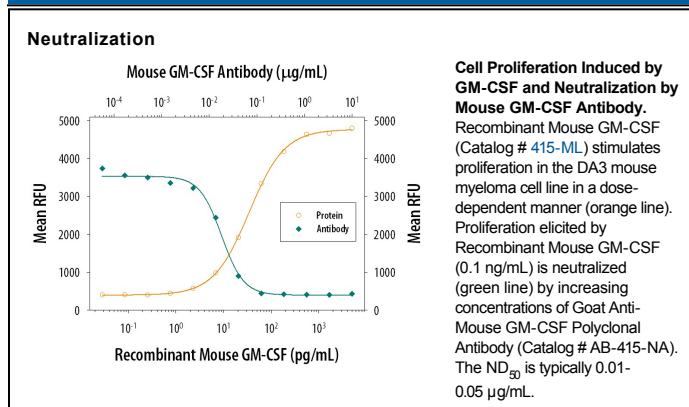 Neutralization
Mouse GM-CSF Antibody (μg/mL)
10⁻⁴ 10⁻³ 10⁻² 10⁻¹ 10⁰ 10¹
5000 5000
4000 4000
3000 3000
2000 2000
1000 1000
0 0
Mean RFU
Mean RFU
Protein
Antibody
10⁻¹ 10⁰ 10¹ 10² 10³
Recombinant Mouse GM-CSF (pg/mL)
Cell Proliferation Induced by
GM-CSF and Neutralization by
Mouse GM-CSF Antibody.
Recombinant Mouse GM-CSF
(Catalog # 415-ML) stimulates
proliferation in the DA3 mouse
myeloma cell line in a dose-
dependent manner (orange line).
Proliferation elicited by
Recombinant Mouse GM-CSF
(0.1 ng/mL) is neutralized
(green line) by increasing
concentrations of Goat Anti-
Mouse GM-CSF Polyclonal
Antibody (Catalog # AB-415-NA).
The ND₅₀ is typically 0.01-
0.05 µg/mL.